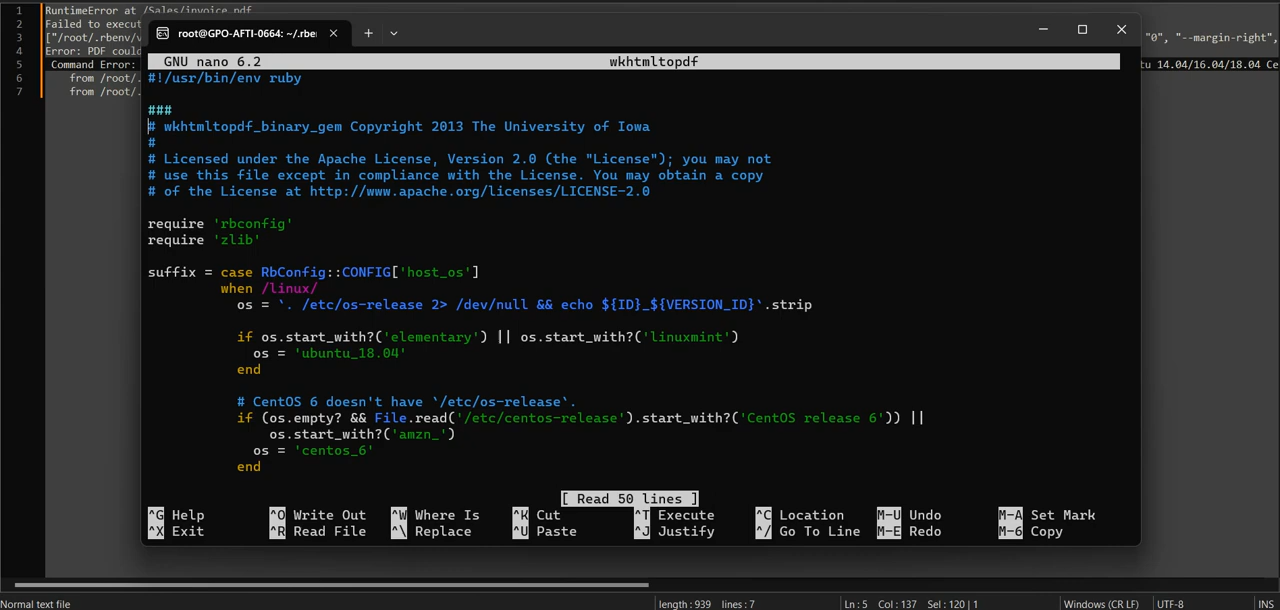 1 RuntimeError at /Sales/invoice.pdf
2 Failed to execut
3 ["/root/.rbenv/v "0", "--margin-right",
4 Error: PDF could
5 Command Error: tu 14.04/16.04/18.04 Ce
6 from /root/.
7 from /root/.
root@GPO-AFTI-0664: ~/.rbe
GNU nano 6.2 wkhtmltopdf
#!/usr/bin/env ruby
###
# wkhtmltopdf_binary_gem Copyright 2013 The University of Iowa
#
# Licensed under the Apache License, Version 2.0 (the "License"); you may not
# use this file except in compliance with the License. You may obtain a copy
# of the License at http://www.apache.org/licenses/LICENSE-2.0
require 'rbconfig'
require 'zlib'
suffix = case RbConfig::CONFIG['host_os']
when /linux/
os = `. /etc/os-release 2> /dev/null && echo ${ID}_${VERSION_ID}`.strip
if os.start_with?('elementary') || os.start_with?('linuxmint')
os = 'ubuntu_18.04'
end
# CentOS 6 doesn't have `/etc/os-release`.
if (os.empty? && File.read('/etc/centos-release').start_with?('CentOS release 6')) ||
os.start_with?('amzn_')
os = 'centos_6'
end
[ Read 50 lines ]
^G Help ^O Write Out ^W Where Is ^K Cut ^T Execute ^C Location M-U Undo M-A Set Mark
^X Exit ^R Read File ^\ Replace ^U Paste ^J Justify ^/ Go To Line M-E Redo M-6 Copy
Normal text file length : 939 lines : 7 Ln : 5 Col : 137 Sel : 120 | 1 Windows (CR LF) UTF-8 INS